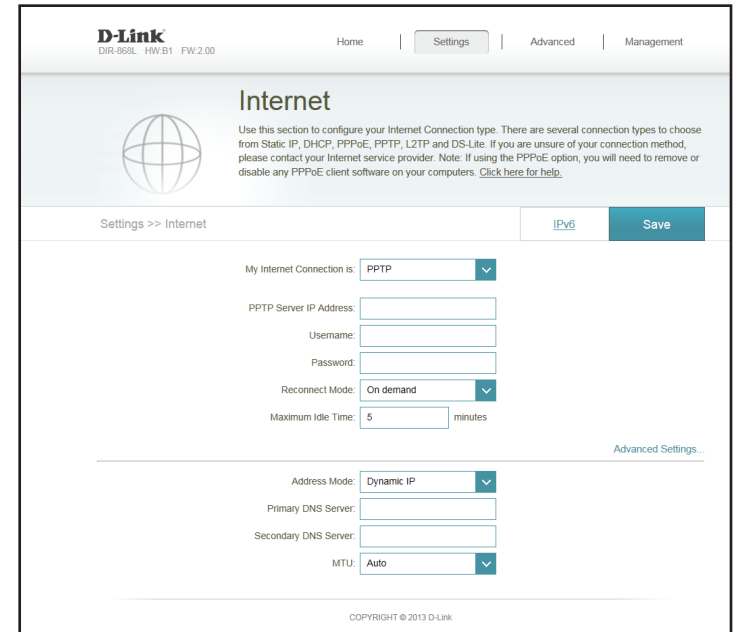 D-Link
DIR-868L HW:B1 FW:2.00
Home
Settings
Advanced
Management
Internet
Use this section to configure your Internet Connection type. There are several connection types to choose
from Static IP, DHCP, PPPoE, PPTP, L2TP and DS-Lite. If you are unsure of your connection method,
please contact your Internet service provider. Note: If using the PPPoE option, you will need to remove or
disable any PPPoE client software on your computers. Click here for help.
Settings >> Internet
IPv6
Save
My Internet Connection is: PPTP
PPTP Server IP Address:
Username:
Password:
Reconnect Mode: On demand
Maximum Idle Time: 5 minutes
Advanced Settings...
Address Mode: Dynamic IP
Primary DNS Server:
Secondary DNS Server:
MTU: Auto
COPYRIGHT © 2013 D-Link